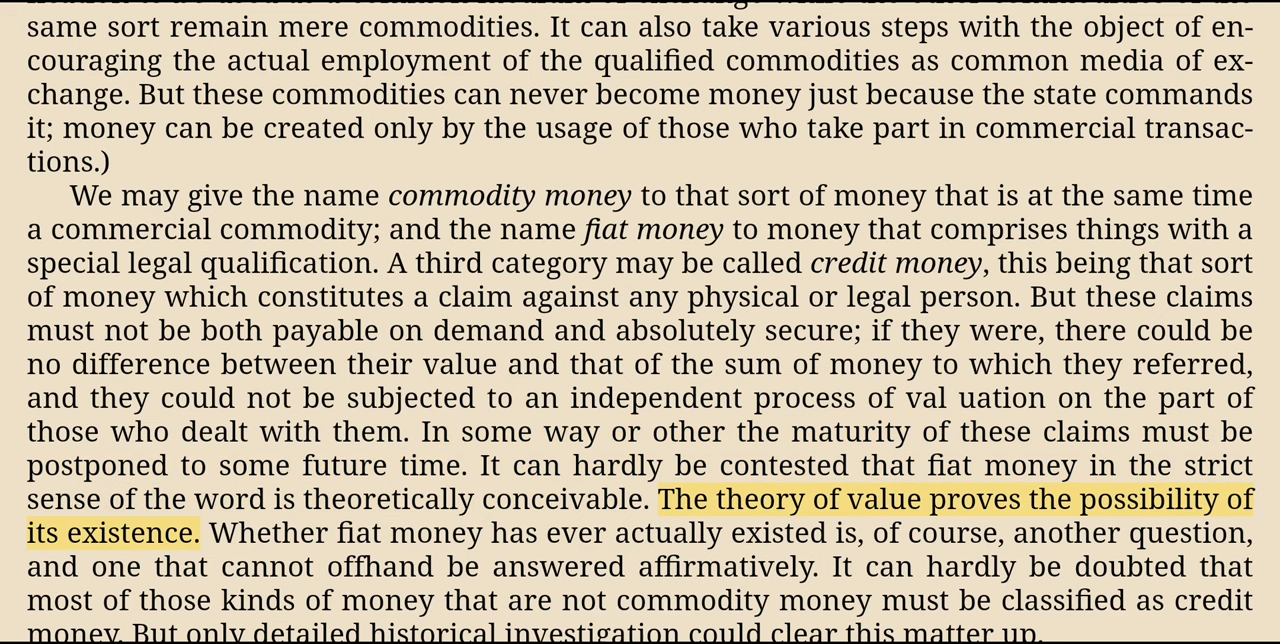 same sort remain mere commodities. It can also take various steps with the object of en-
couraging the actual employment of the qualified commodities as common media of ex-
change. But these commodities can never become money just because the state commands
it; money can be created only by the usage of those who take part in commercial transac-
tions.)
We may give the name commodity money to that sort of money that is at the same time
a commercial commodity; and the name fiat money to money that comprises things with a
special legal qualification. A third category may be called credit money, this being that sort
of money which constitutes a claim against any physical or legal person. But these claims
must not be both payable on demand and absolutely secure; if they were, there could be
no difference between their value and that of the sum of money to which they referred,
and they could not be subjected to an independent process of val uation on the part of
those who dealt with them. In some way or other the maturity of these claims must be
postponed to some future time. It can hardly be contested that fiat money in the strict
sense of the word is theoretically conceivable. The theory of value proves the possibility of
its existence. Whether fiat money has ever actually existed is, of course, another question,
and one that cannot offhand be answered affirmatively. It can hardly be doubted that
most of those kinds of money that are not commodity money must be classified as credit
money. But only detailed historical investigation could clear this matter up.